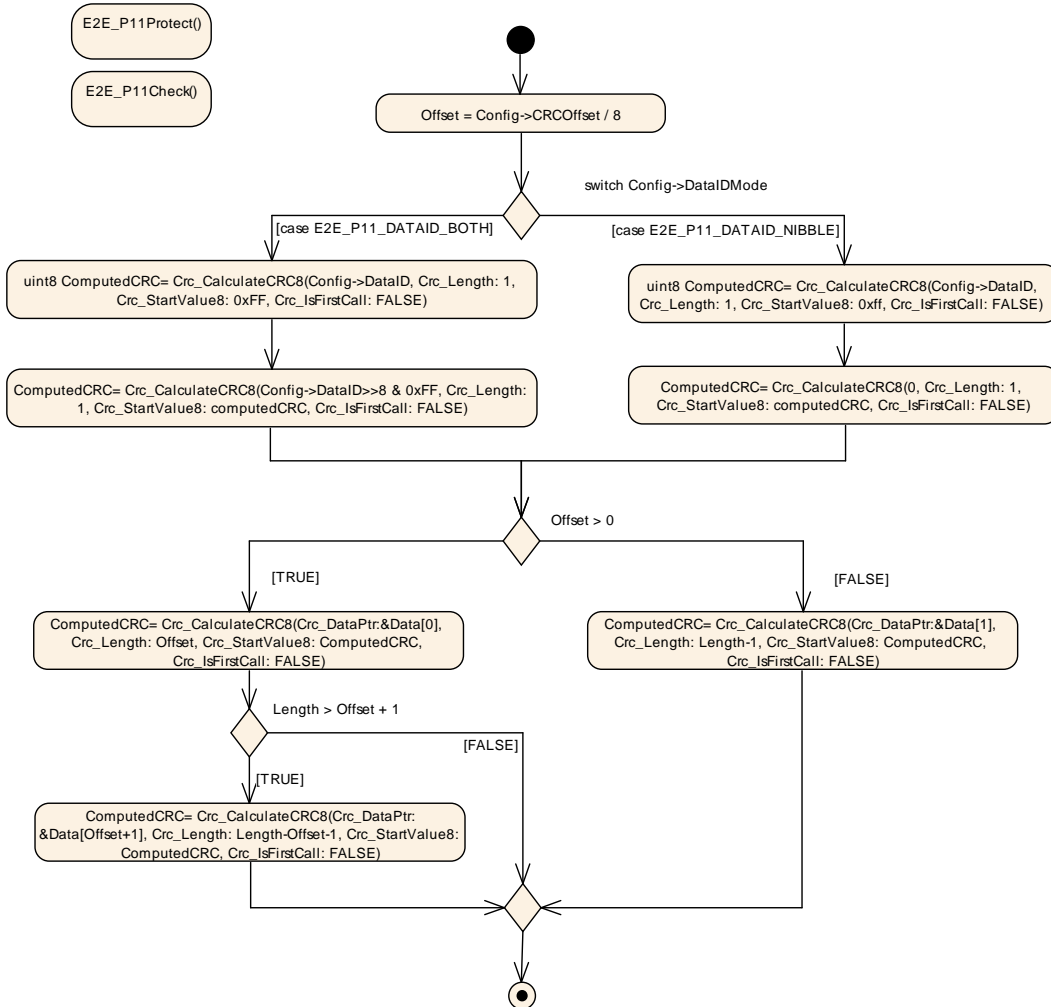 E2E_P11Protect()
E2E_P11Check()
Offset = Config->CRCOffset / 8
switch Config->DataIDMode
[case E2E_P11_DATAID_BOTH]
[case E2E_P11_DATAID_NIBBLE]
uint8 ComputedCRC= Crc_CalculateCRC8(Config->DataID, Crc_Length: 1,
Crc_StartValue8: 0xFF, Crc_IsFirstCall: FALSE)
uint8 ComputedCRC= Crc_CalculateCRC8(Config->DataID,
Crc_Length: 1, Crc_StartValue8: 0xff, Crc_IsFirstCall: FALSE)
ComputedCRC= Crc_CalculateCRC8(Config->DataID>>8 & 0xFF, Crc_Length:
1, Crc_StartValue8: computedCRC, Crc_IsFirstCall: FALSE)
ComputedCRC= Crc_CalculateCRC8(0, Crc_Length: 1,
Crc_StartValue8: computedCRC, Crc_IsFirstCall: FALSE)
Offset > 0
[TRUE]
[FALSE]
ComputedCRC= Crc_CalculateCRC8(Crc_DataPtr:&Data[0],
Crc_Length: Offset, Crc_StartValue8: ComputedCRC,
Crc_IsFirstCall: FALSE)
ComputedCRC= Crc_CalculateCRC8(Crc_DataPtr:&Data[1],
Crc_Length: Length-1, Crc_StartValue8: ComputedCRC,
Crc_IsFirstCall: FALSE)
Length > Offset + 1
[FALSE]
[TRUE]
ComputedCRC= Crc_CalculateCRC8(Crc_DataPtr:
&Data[Offset+1], Crc_Length: Length-Offset-1, Crc_StartValue8:
ComputedCRC, Crc_IsFirstCall: FALSE)